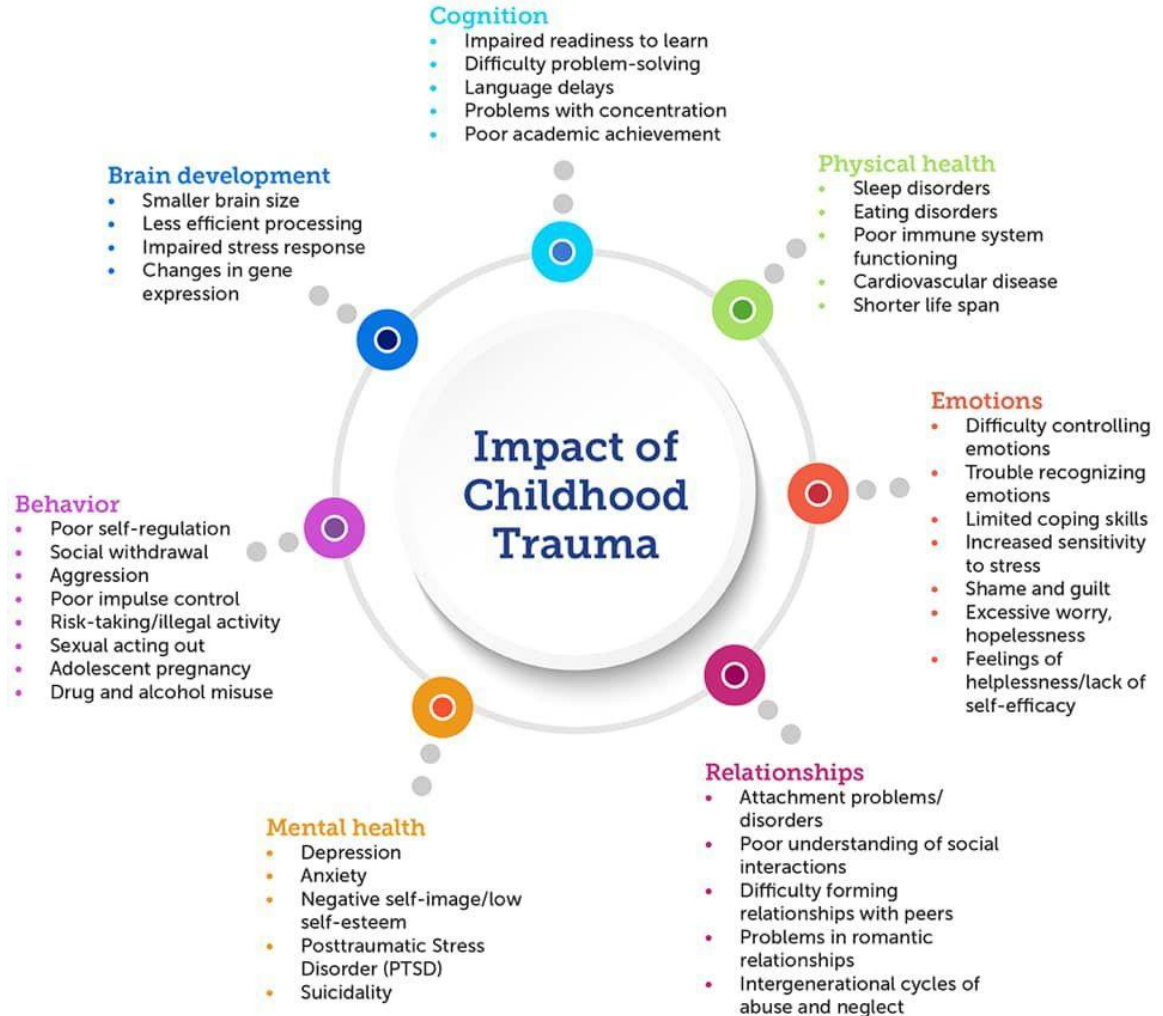 Cognition
• Impaired readiness to learn
• Difficulty problem-solving
• Language delays
• Problems with concentration
• Poor academic achievement
Physical health
• Sleep disorders
• Eating disorders
• Poor immune system
functioning
• Cardiovascular disease
• Shorter life span
Emotions
• Difficulty controlling
emotions
• Trouble recognizing
emotions
• Limited coping skills
• Increased sensitivity
to stress
• Shame and guilt
• Excessive worry,
hopelessness
• Feelings of
helplessness/lack of
self-efficacy
Relationships
• Attachment problems/
disorders
• Poor understanding of social
interactions
• Difficulty forming
relationships with peers
• Problems in romantic
relationships
• Intergenerational cycles of
abuse and neglect
Mental health
• Depression
• Anxiety
• Negative self-image/low
self-esteem
• Posttraumatic Stress
Disorder (PTSD)
• Suicidality
Behavior
• Poor self-regulation
• Social withdrawal
• Aggression
• Poor impulse control
• Risk-taking/illegal activity
• Sexual acting out
• Adolescent pregnancy
• Drug and alcohol misuse
Brain development
• Smaller brain size
• Less efficient processing
• Impaired stress response
• Changes in gene
expression
Impact of
Childhood
Trauma